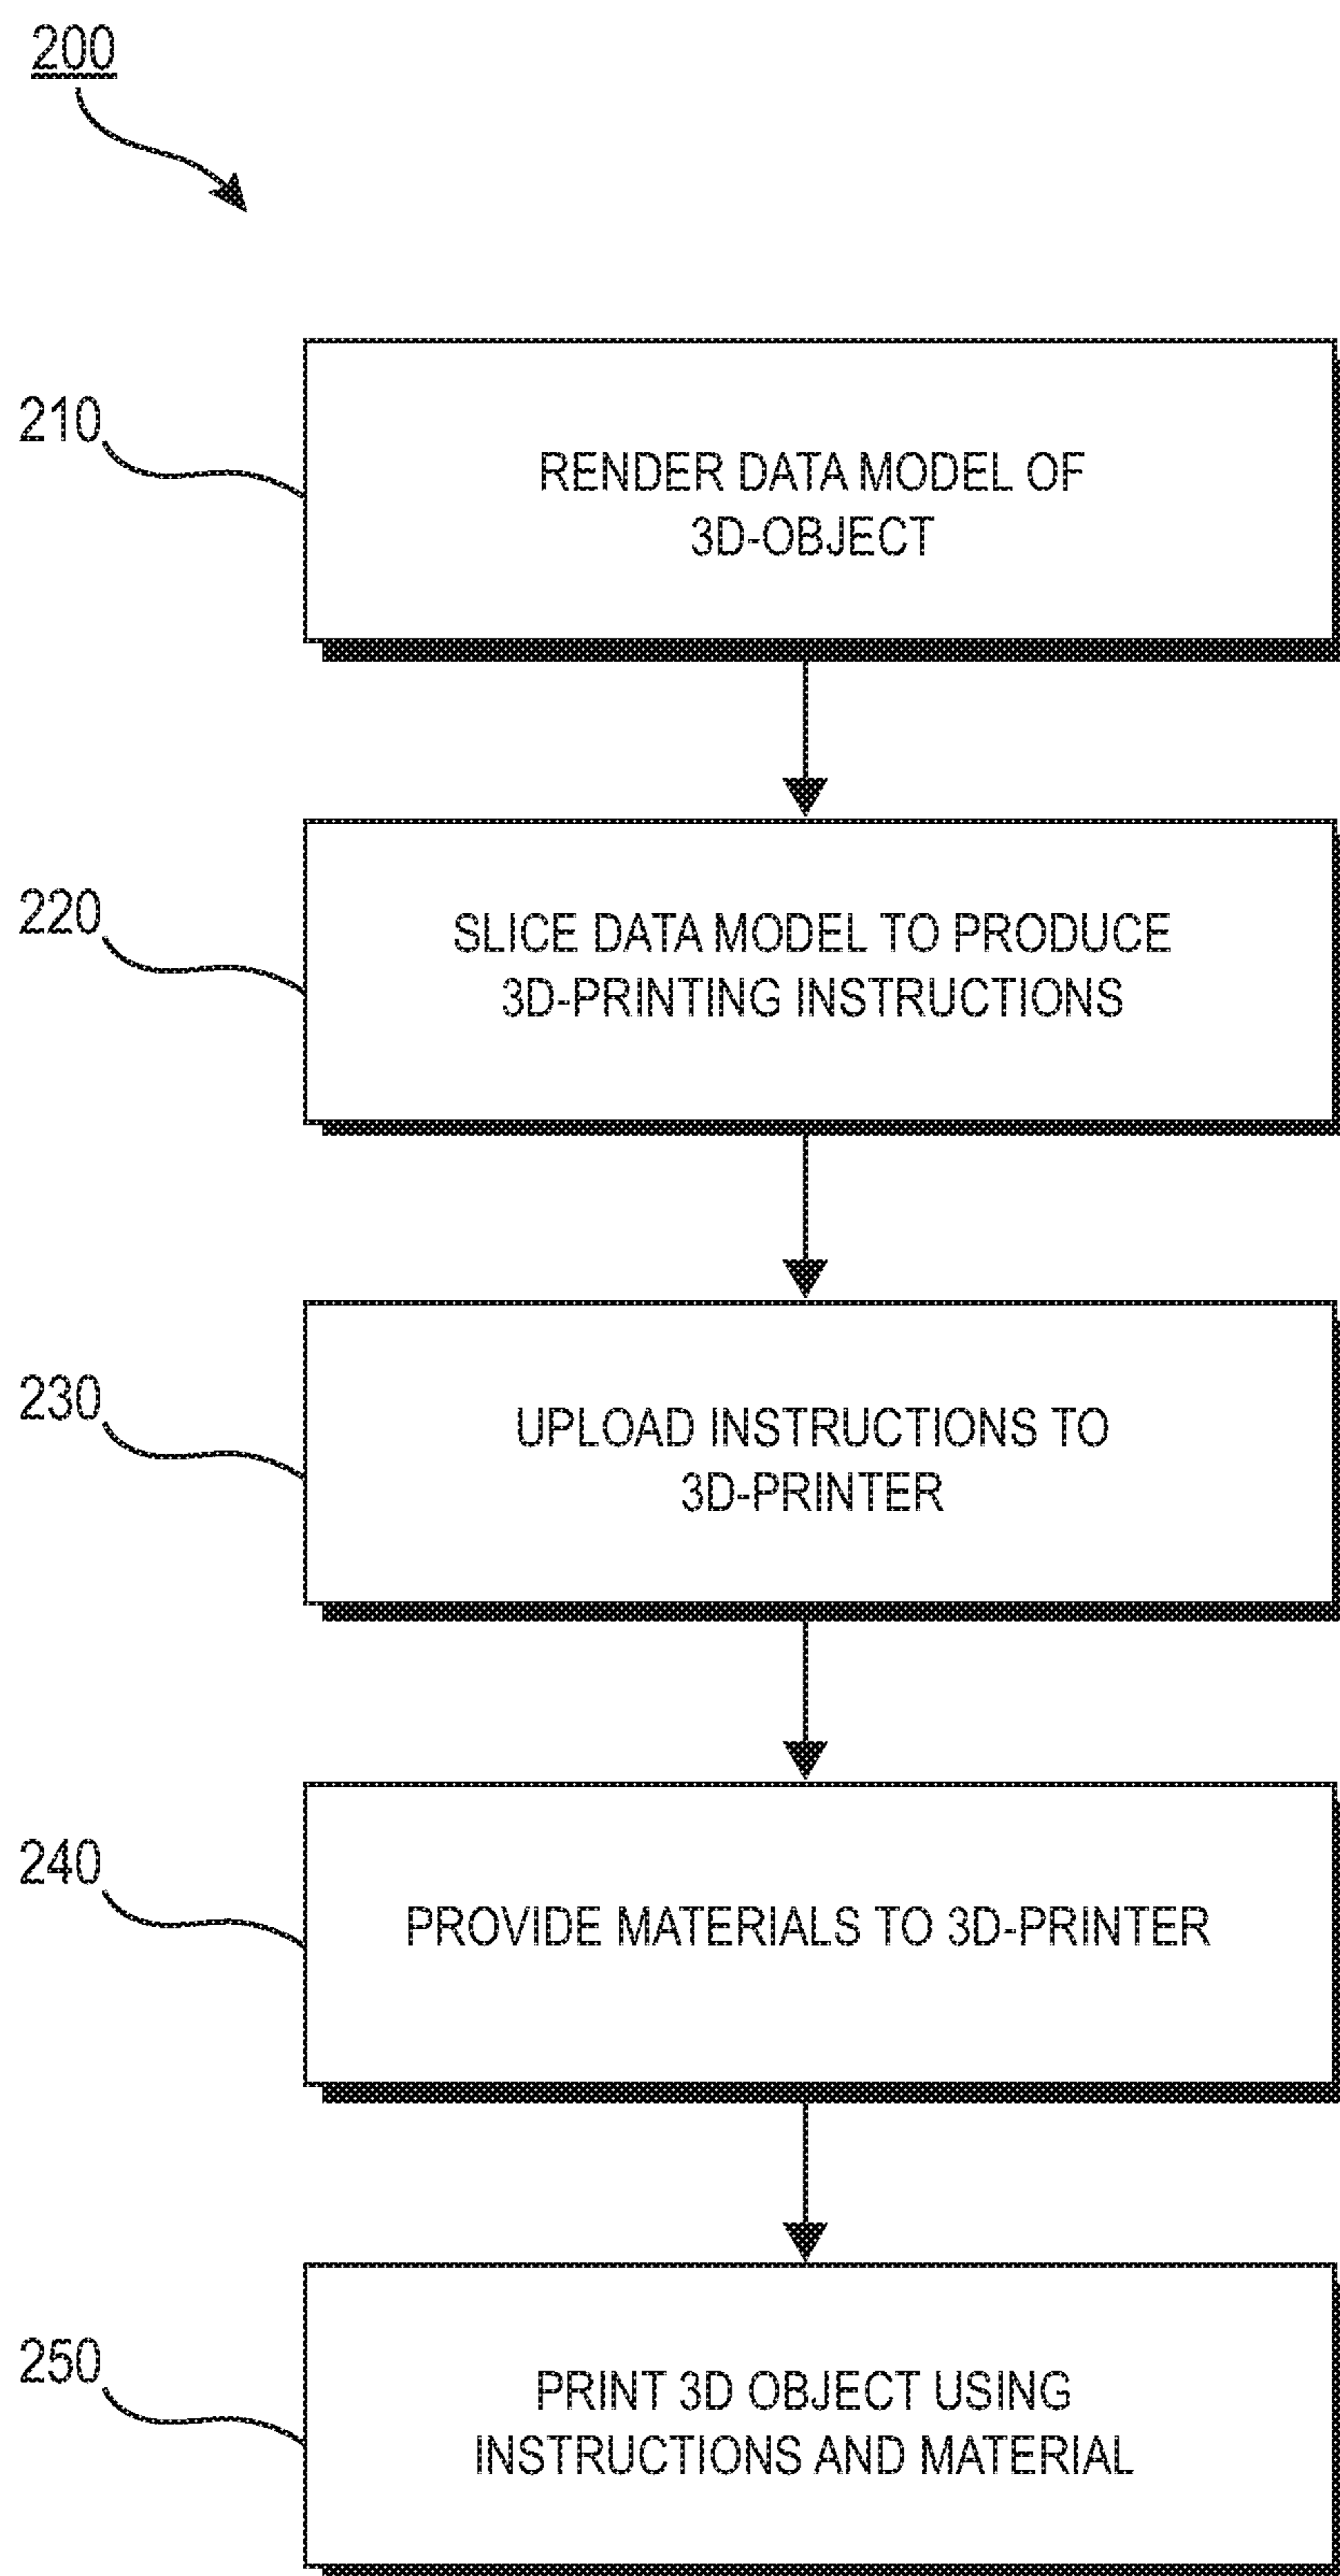 200
210
RENDER DATA MODEL OF
3D-OBJECT
220
SLICE DATA MODEL TO PRODUCE
3D-PRINTING INSTRUCTIONS
230
UPLOAD INSTRUCTIONS TO
3D-PRINTER
240
PROVIDE MATERIALS TO 3D-PRINTER
250
PRINT 3D OBJECT USING
INSTRUCTIONS AND MATERIAL